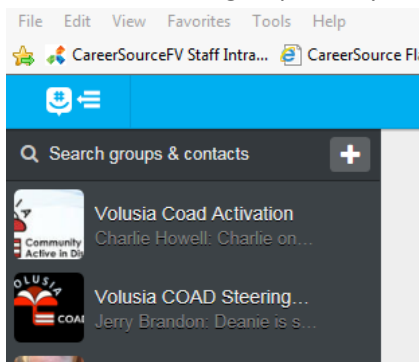 File Edit View Favorites Tools Help
CareerSourceFV Staff Intra... CareerSource Fl
#
Search groups & contacts +
Volusia Coad Activation
Charlie Howell: Charlie on...
Community
Active in Di
Volusia COAD Steering...
Jerry Brandon: Deanie is s...
OLUSIA
COAD